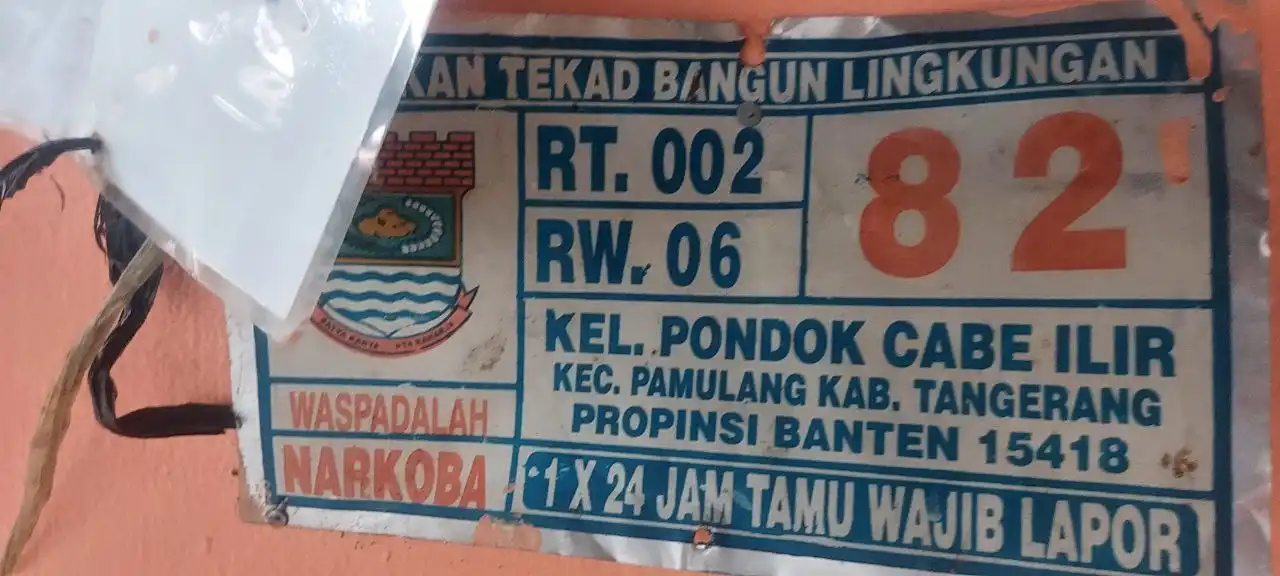 KAN TEKAD BANGUN LINGKUNGAN
RT. 002
RW. 06
82
KEL. PONDOK CABE ILIR
KEC. PAMULANG KAB. TANGERANG
PROPINSI BANTEN 15418
WASPADALAH
NARKOBA
1 X 24 JAM TAMU WAJIB LAPOR